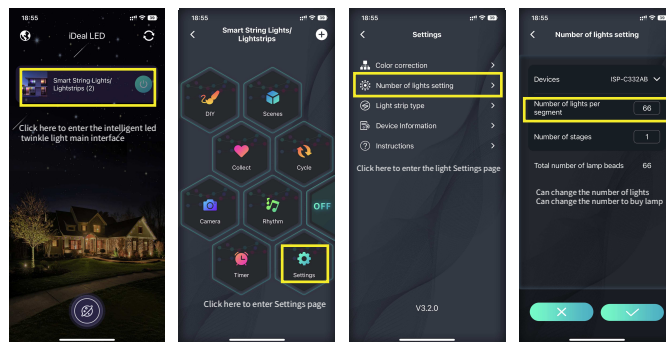 18:55
iDeal LED
Smart String Lights/
Lightstrips (2)
Click here to enter the intelligent led
twinkle light main interface
18:55
Smart String Lights/
Lightstrips
DIY
Scenes
Collect
Cycle
Camera
Rhythm
OFF
Timer
Settings
Click here to enter Settings page
18:55
Settings
Color correction
Number of lights setting
Light strip type
Device Information
Instructions
Click here to enter the light Settings page
V3.2.0
18:55
Number of lights setting
Devices ISP-C332AB
Number of lights per
segment 66
Number of stages 1
Total number of lamp beads 66
Can change the number of lights
Can change the number to buy lamp